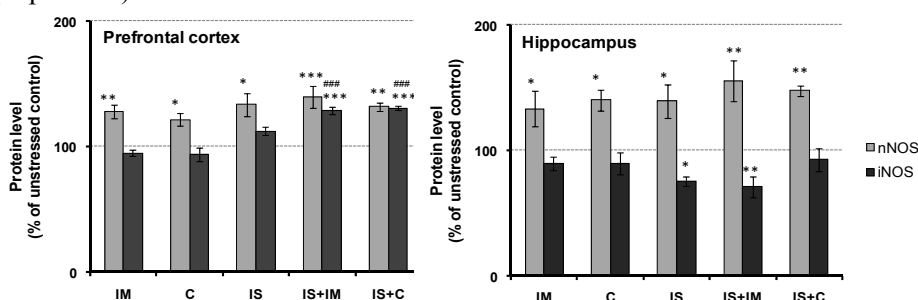 200
Prefrontal cortex
** * * *** ### ** ###
*** ***
100
0
Protein level
(% of unstressed control)
IM C IS IS+IM IS+C
200
Hippocampus
* * * ** **
* **
100
0
Protein level
(% of unstressed control)
IM C IS IS+IM IS+C
nNOS
iNOS